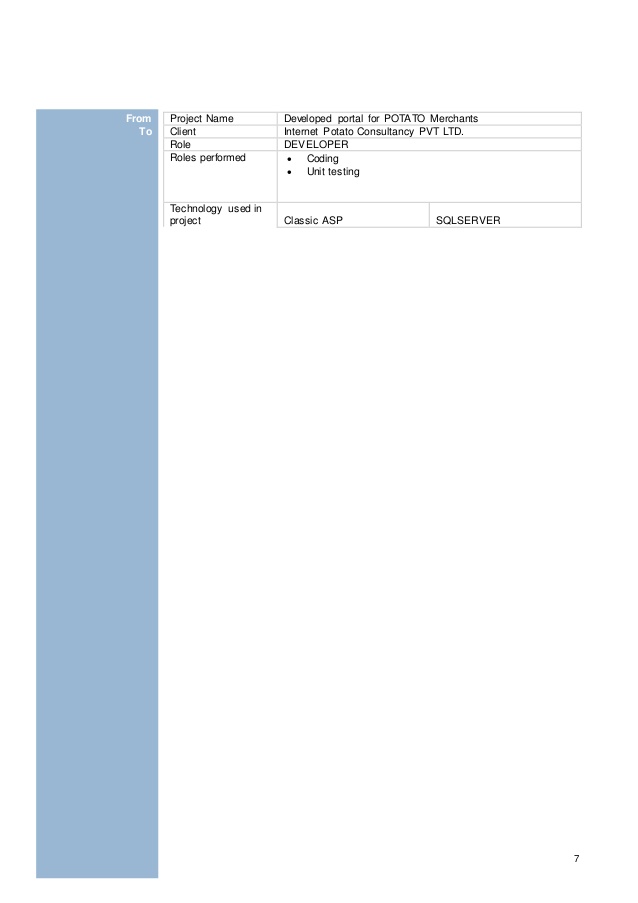 From
To
Project Name Developed portal for POTATO Merchants
Client Internet Potato Consultancy PVT LTD.
Role DEVELOPER
Roles performed • Coding
• Unit testing
Technology used in
project Classic ASP SQLSERVER
7